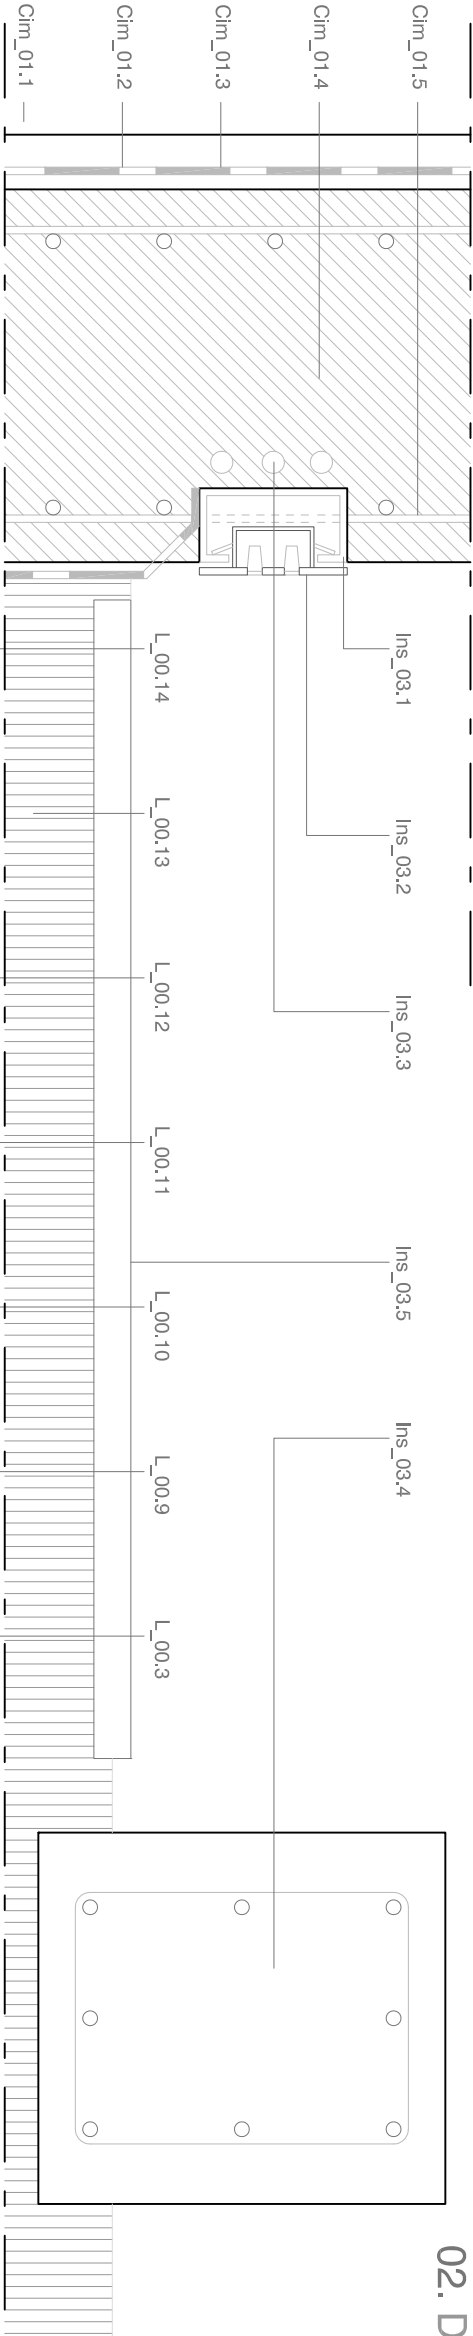 Cim_01.5
Cim_01.4
Cim_01.3
Cim_01.2
Cim_01.1
Ins_03.1
Ins_03.2
Ins_03.3
Ins_03.5
Ins_03.4
L_00.14
L_00.13
L_00.12
L_00.11
L_00.10
L_00.9
L_00.3
02. D